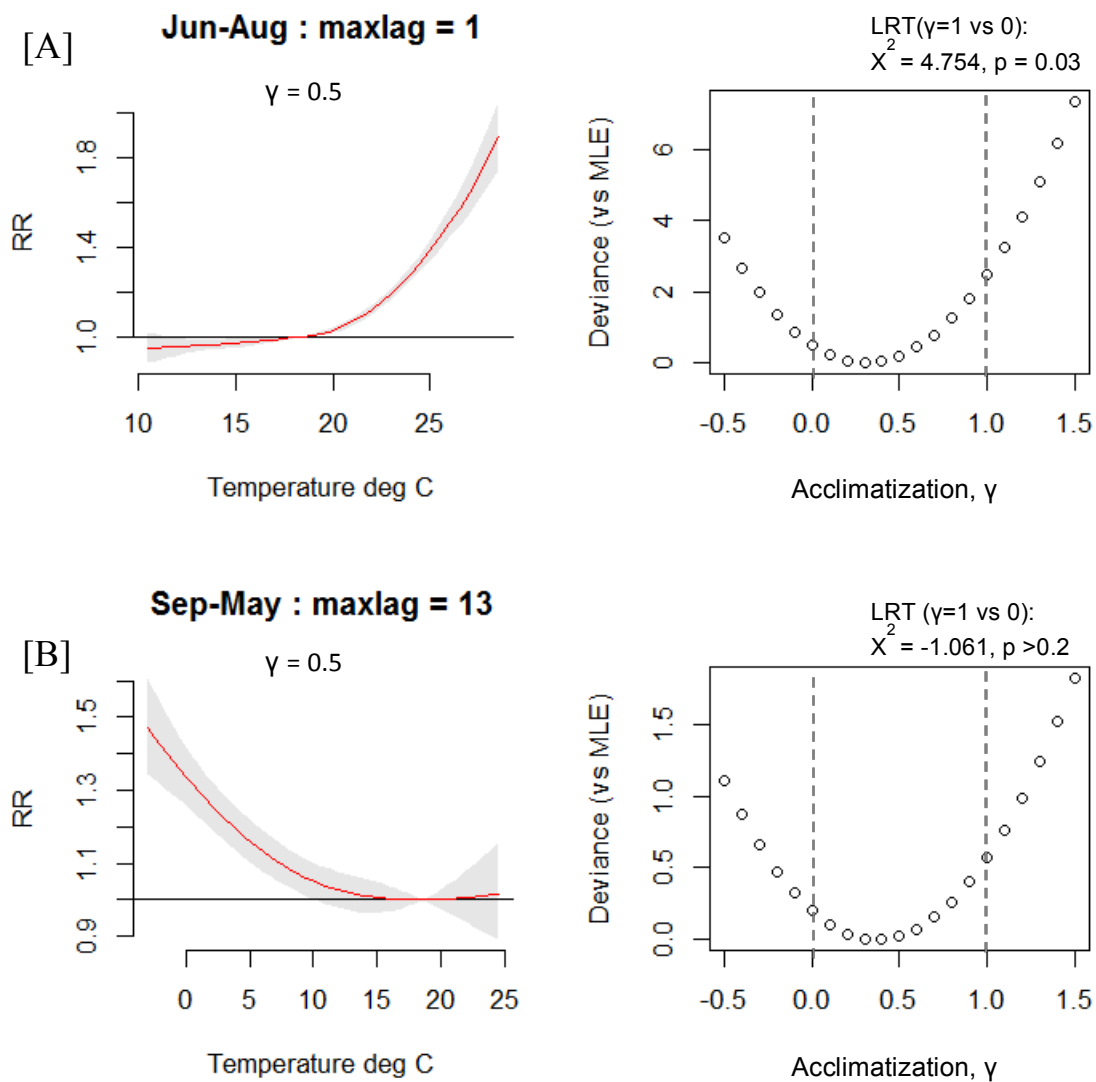 [A]
Jun-Aug : maxlag = 1
γ = 0.5
RR
1.0
1.4
1.8
10
15
20
25
Temperature deg C
LRT(γ=1 vs 0):
X² = 4.754, p = 0.03
Deviance (vs MLE)
0
2
4
6
-0.5
0.0
0.5
1.0
1.5
Acclimatization, γ
[B]
Sep-May : maxlag = 13
γ = 0.5
RR
0.9
1.1
1.3
1.5
0
5
10
15
20
25
Temperature deg C
LRT (γ=1 vs 0):
X² = -1.061, p >0.2
Deviance (vs MLE)
0.0
0.5
1.0
1.5
-0.5
0.0
0.5
1.0
1.5
Acclimatization, γ